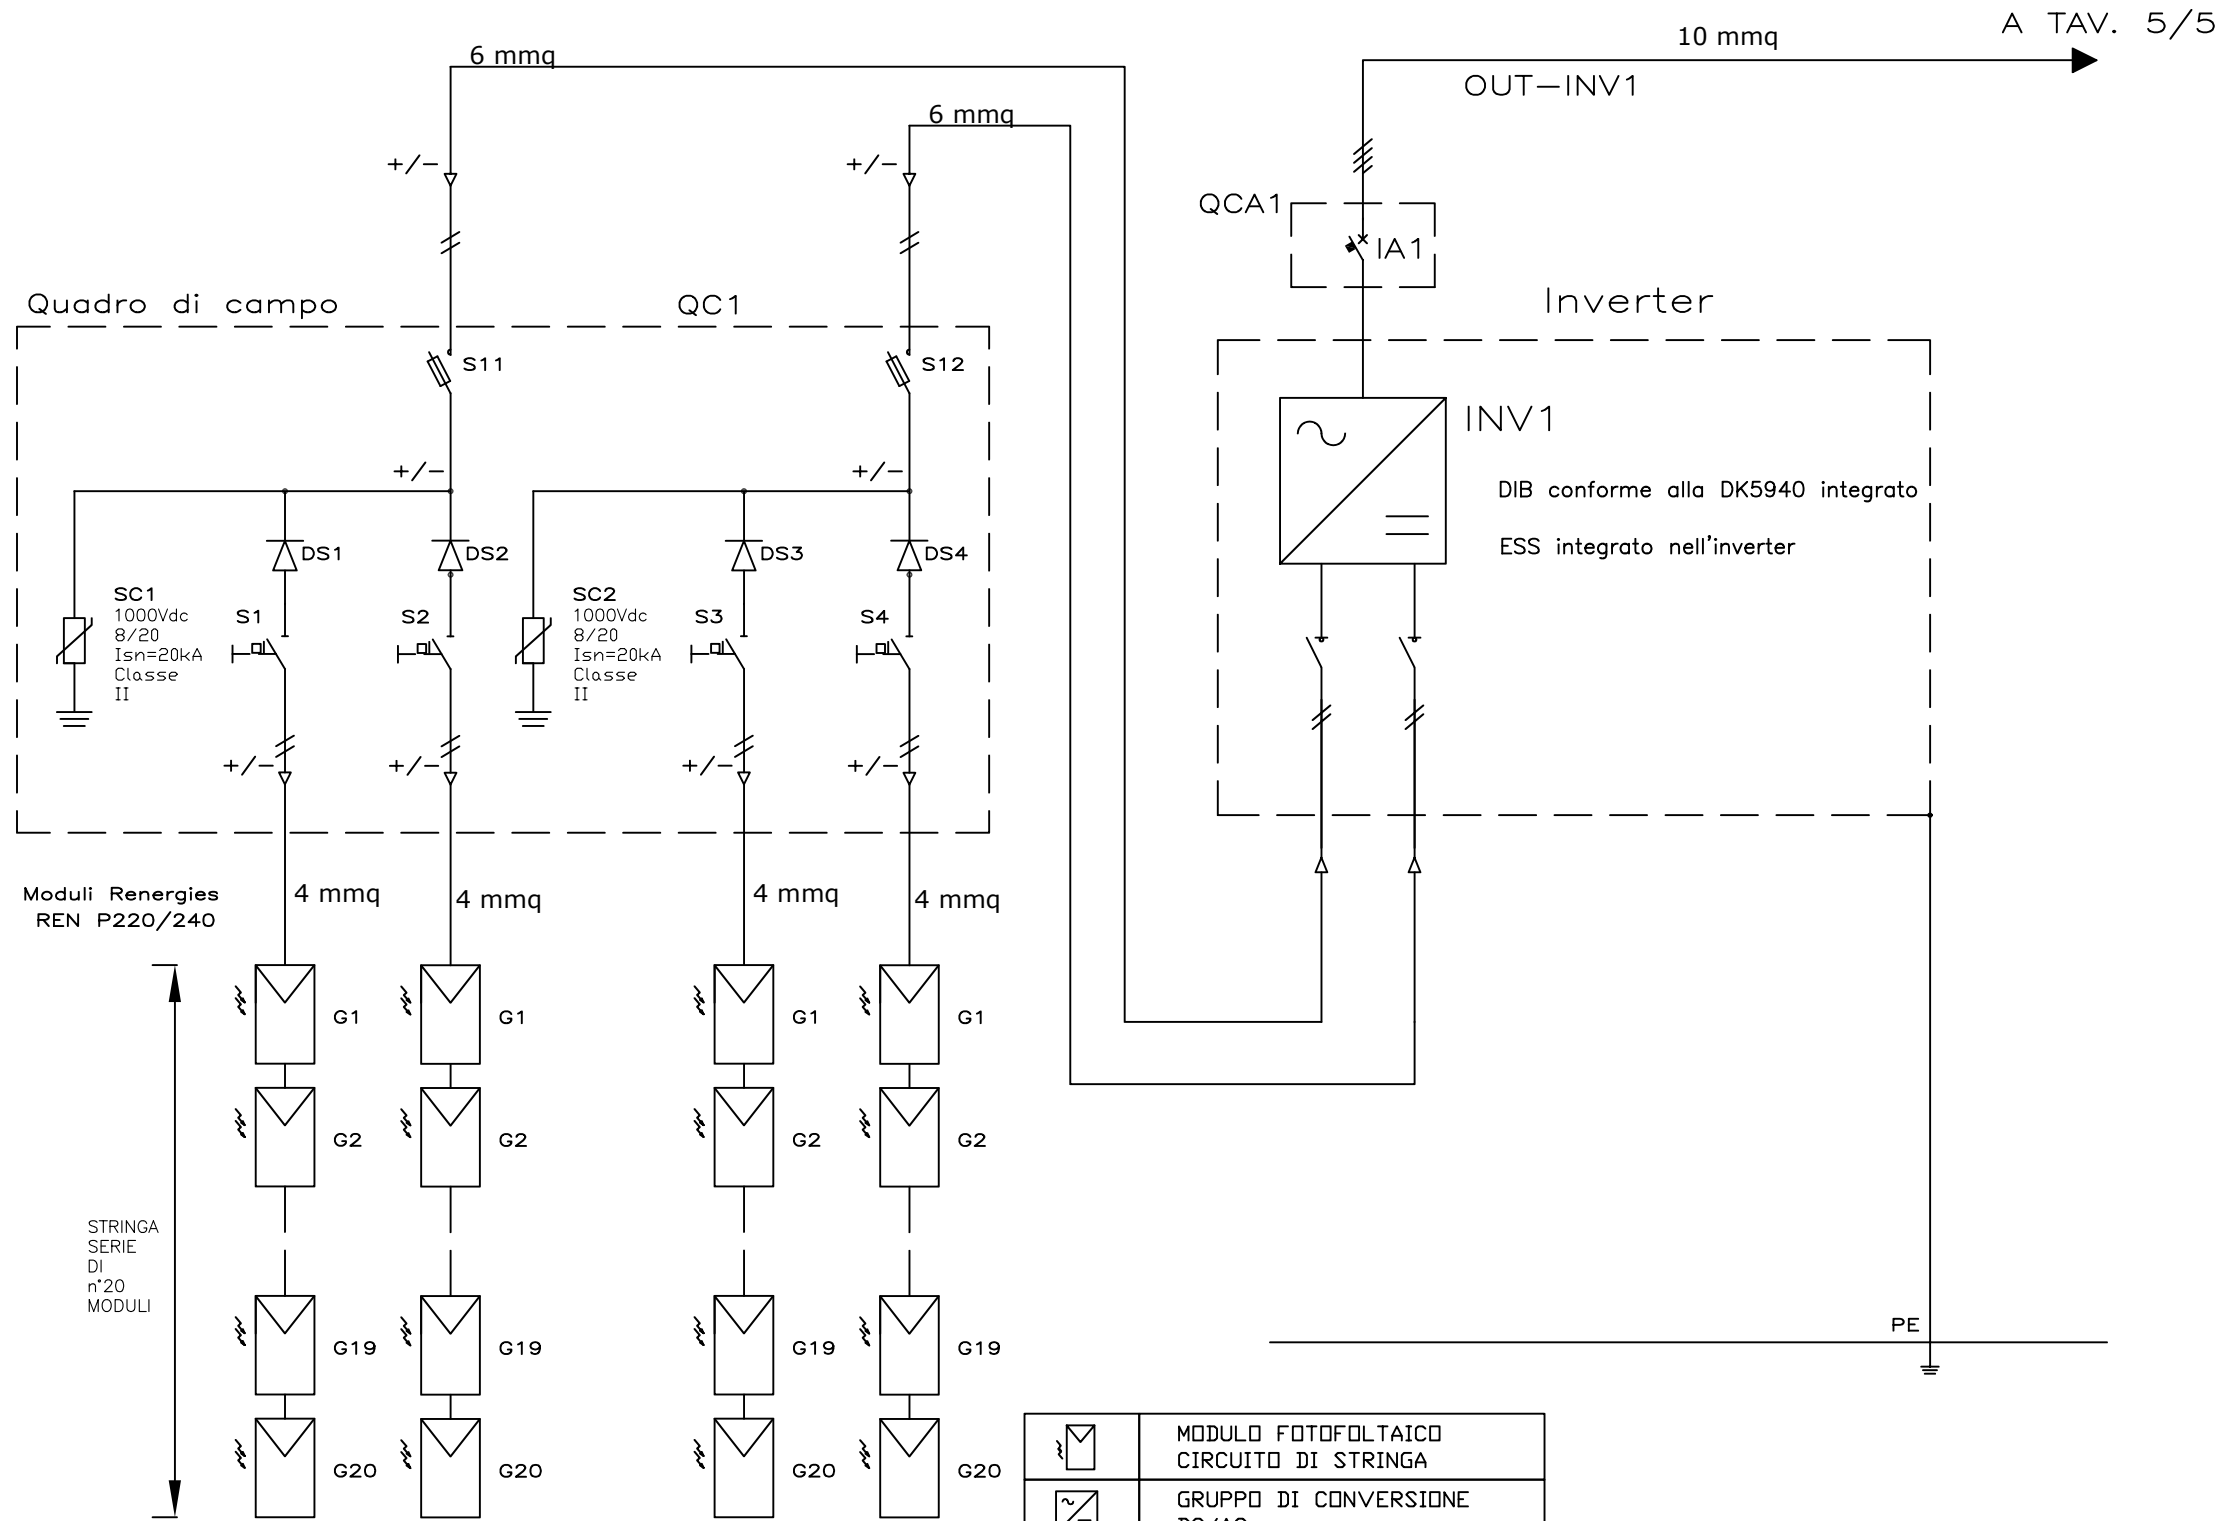 A TAV. 5/5
10 mmq
6 mmq
OUT-INV1
6 mmq
+/-
+/-
QCA1
IA1
Quadro di campo
QC1
Inverter
S11
S12
INV1
+/-
+/-
DIB conforme alla DK5940 integrato
ESS integrato nell'inverter
DS1
DS2
DS3
DS4
SC1
1000Vdc
8/20
Isn=20kA
Classe
II
S1
S2
SC2
1000Vdc
8/20
Isn=20kA
Classe
II
S3
S4
+/-
+/-
+/-
+/-
Moduli Renergies
REN P220/240
4 mmq
4 mmq
4 mmq
4 mmq
G1
G1
G1
G1
G2
G2
G2
G2
STRINGA
SERIE
DI
n°20
MODULI
PE
G19
G19
G19
G19
G20
G20
G20
G20
MODULO FOTOFOLTAICO
CIRCUITO DI STRINGA
GRUPPO DI CONVERSIONE